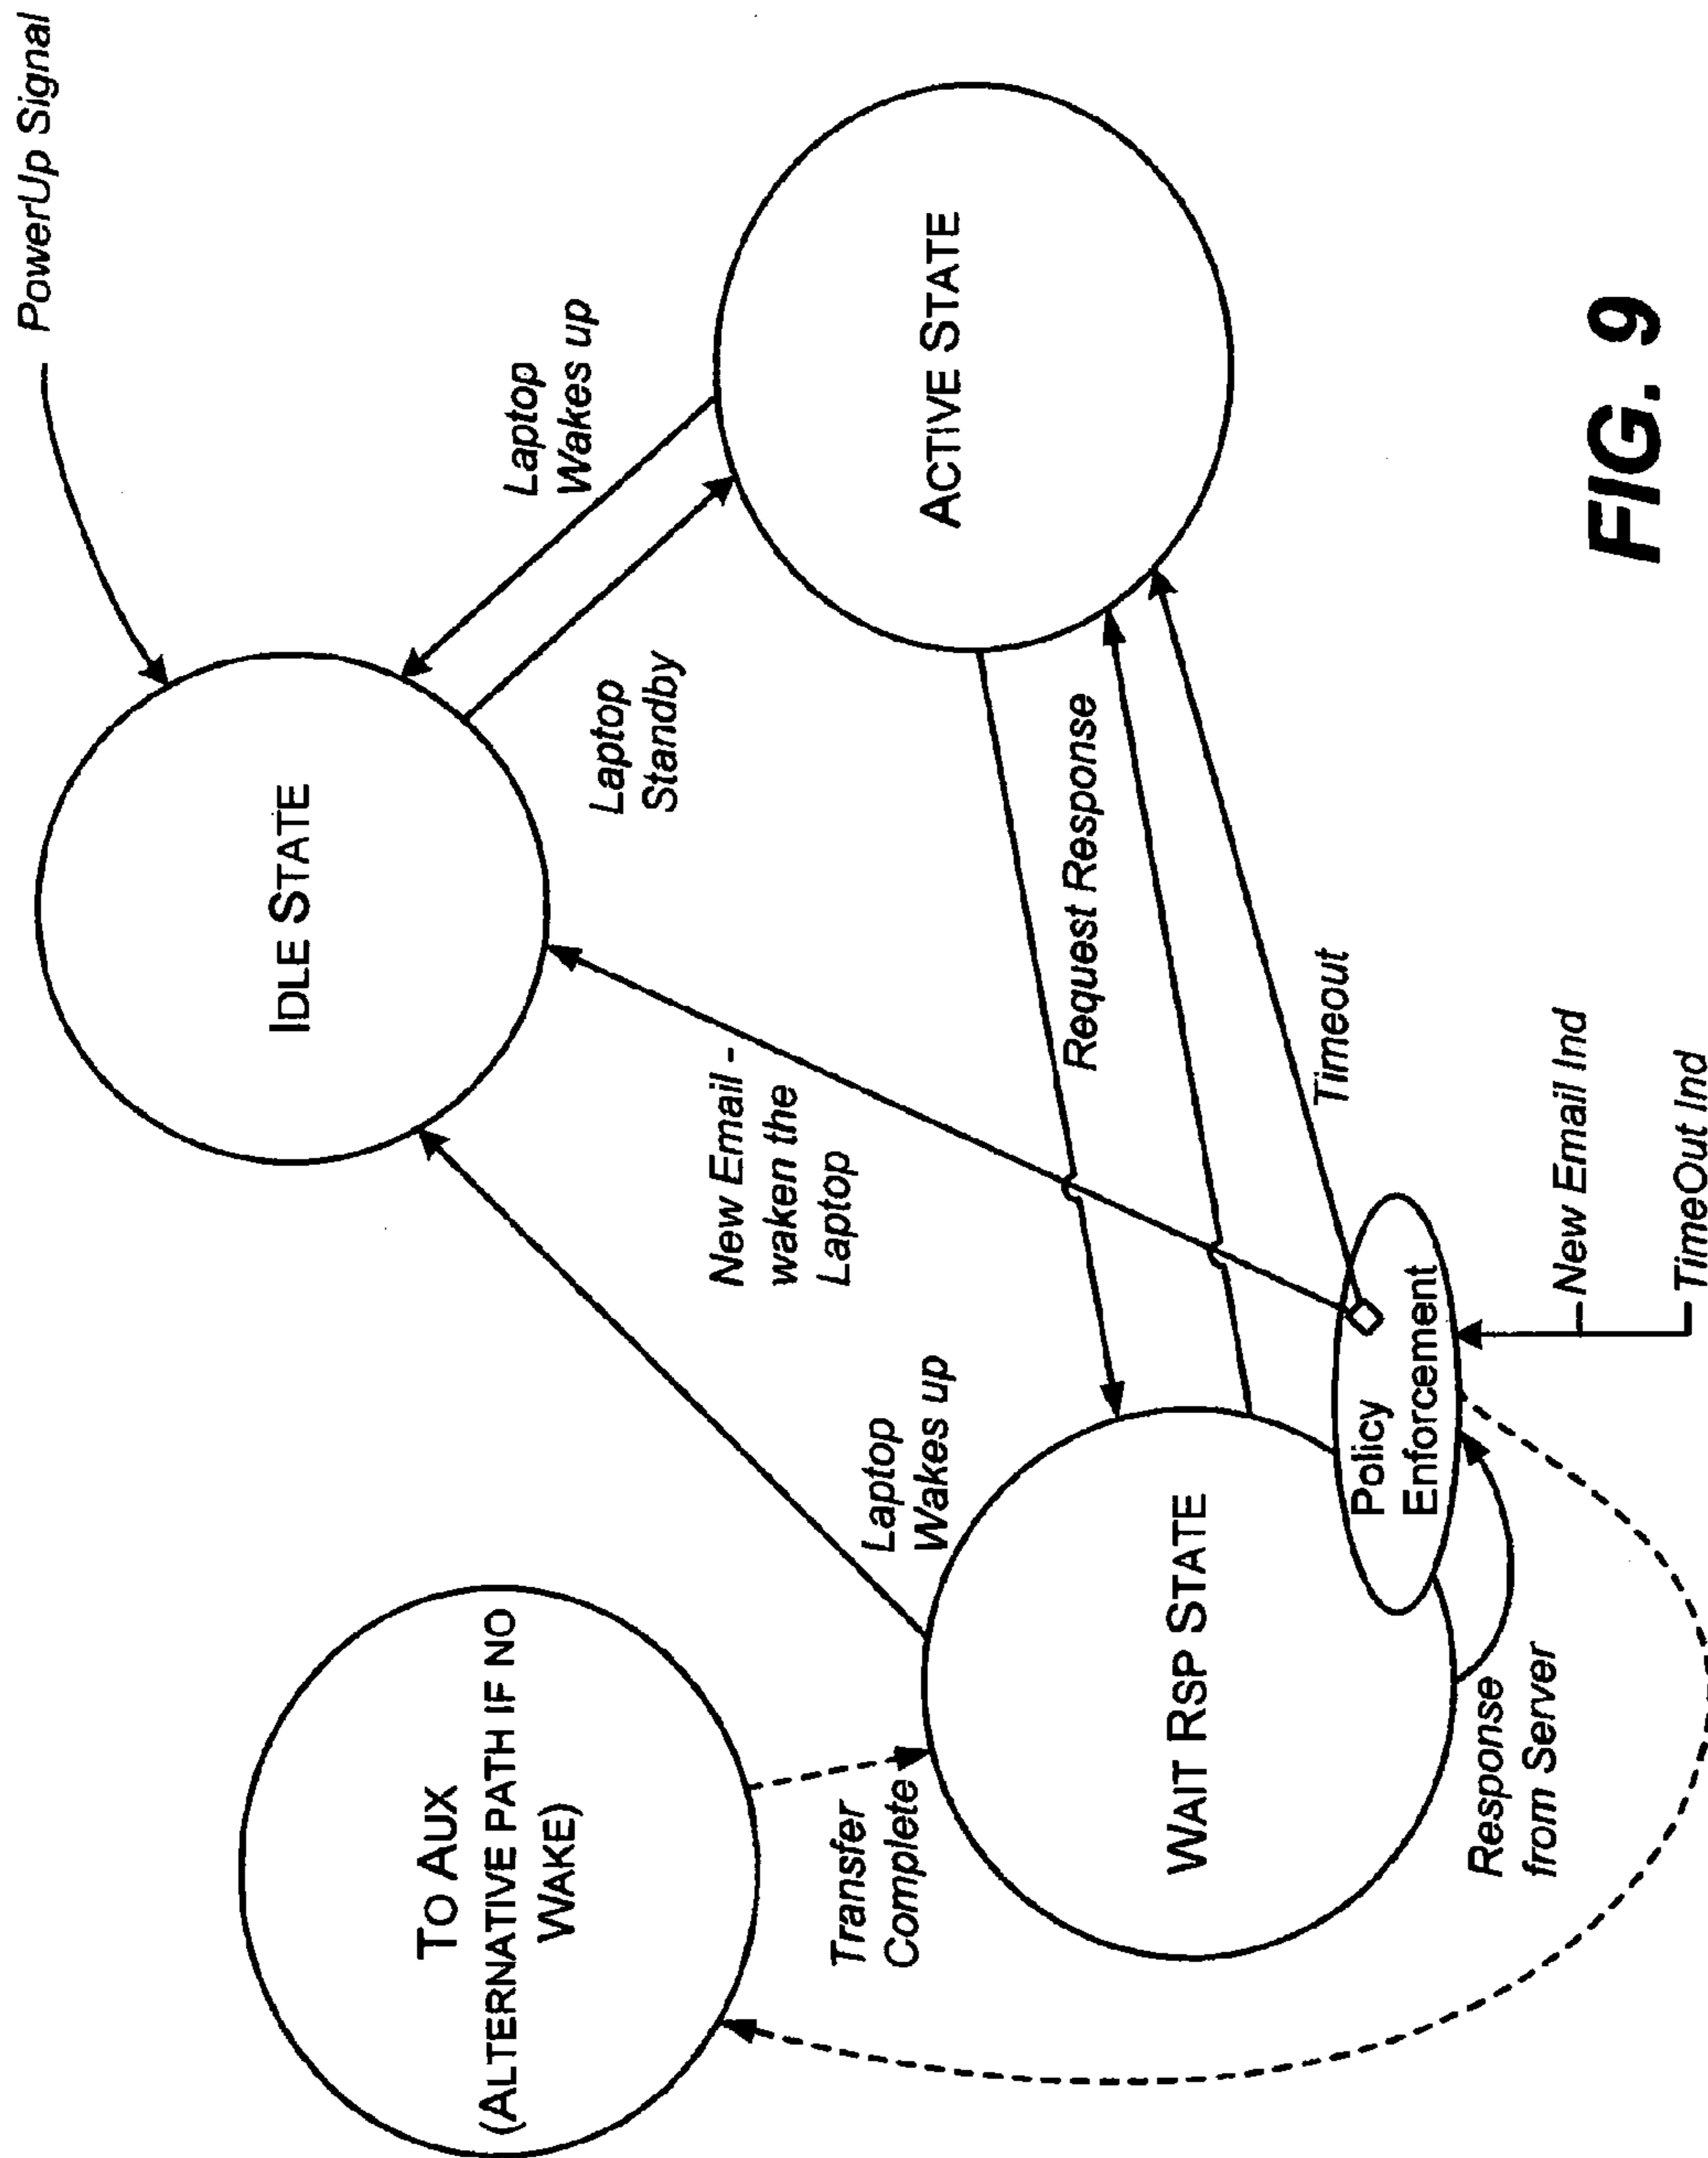 PowerUp Signal
IDLE STATE
Laptop
Wakes up
Laptop
Standby
ACTIVE STATE
TO AUX
(ALTERNATIVE PATH IF NO
WAKE)
New Email -
waken the
Laptop
Laptop
Wakes up
Transfer
Complete
Request Response
WAIT RSP STATE
Timeout
Policy
Enforcement
Response
from Server
New Email Ind
TimeOut Ind
FIG. 9